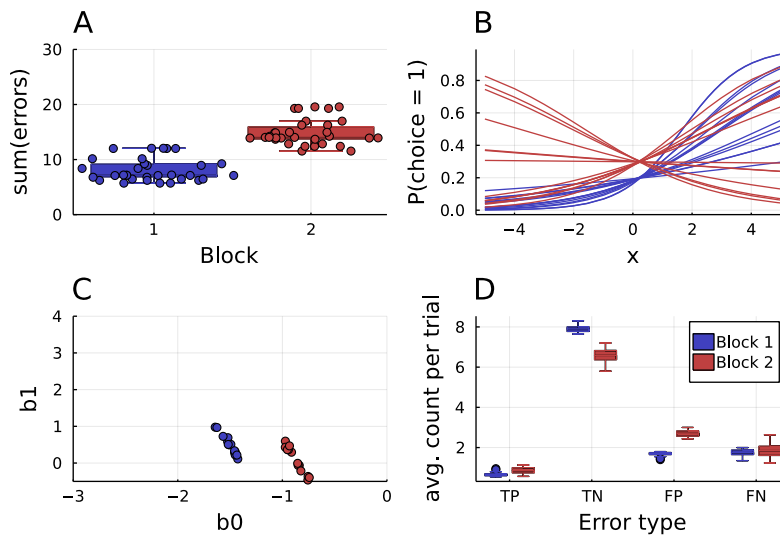 A
sum(errors)
30
20
10
0
1
2
Block
B
P(choice = 1)
0.8
0.6
0.4
0.2
0.0
−4
−2
0
2
4
x
C
b1
4
3
2
1
0
−3
−2
−1
0
b0
D
avg. count per trial
8
6
4
2
Block 1
Block 2
TP
TN
FP
FN
Error type